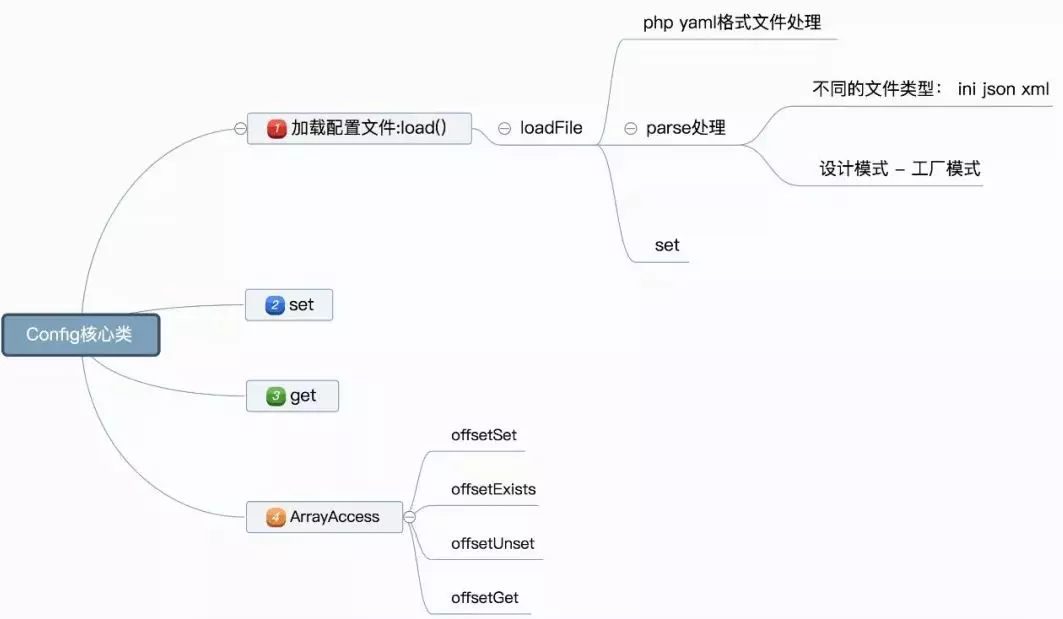 Config核心类
1 加载配置文件:load()
loadFile
php yaml格式文件处理
parse处理
不同的文件类型： ini json xml
设计模式 – 工厂模式
set
2 set
3 get
4 ArrayAccess
offsetSet
offsetExists
offsetUnset
offsetGet